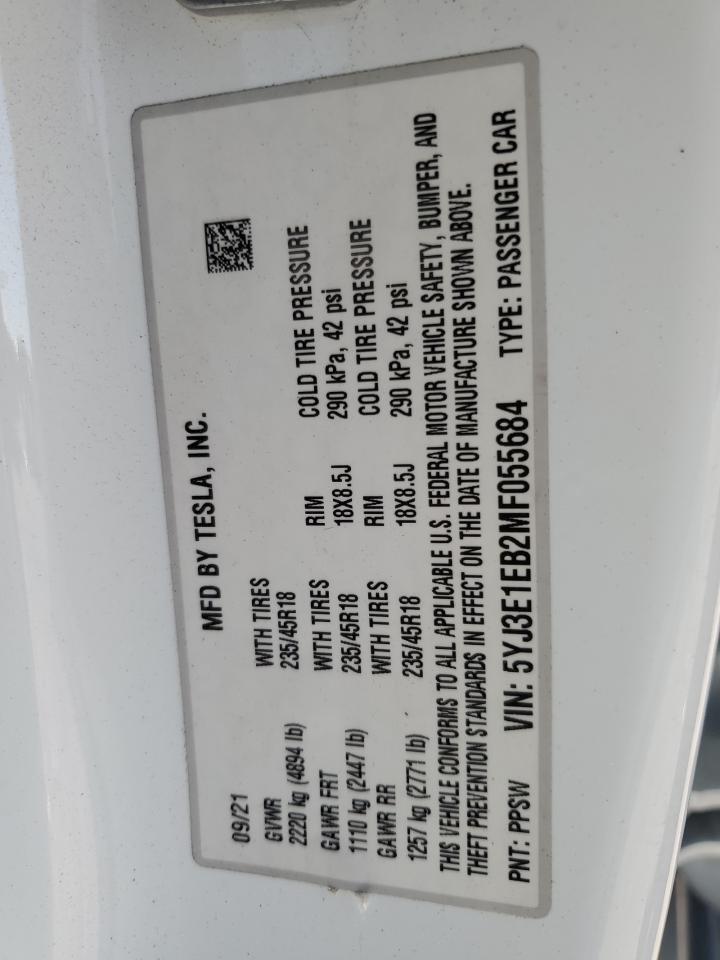 MFD BY TESLA, INC.
09/21
GVWR WITH TIRES
2220 kg (4894 lb) 235/45R18
GAWR FRT WITH TIRES RIM COLD TIRE PRESSURE
1110 kg (2447 lb) 235/45R18 18X8.5J 290 kPa, 42 psi
GAWR RR WITH TIRES RIM COLD TIRE PRESSURE
1257 kg (2771 lb) 235/45R18 18X8.5J 290 kPa, 42 psi
THIS VEHICLE CONFORMS TO ALL APPLICABLE U.S. FEDERAL MOTOR VEHICLE SAFETY, BUMPER, AND
THEFT PREVENTION STANDARDS IN EFFECT ON THE DATE OF MANUFACTURE SHOWN ABOVE.
PNT: PPSW VIN: 5YJ3E1EB2MF055684 TYPE: PASSENGER CAR